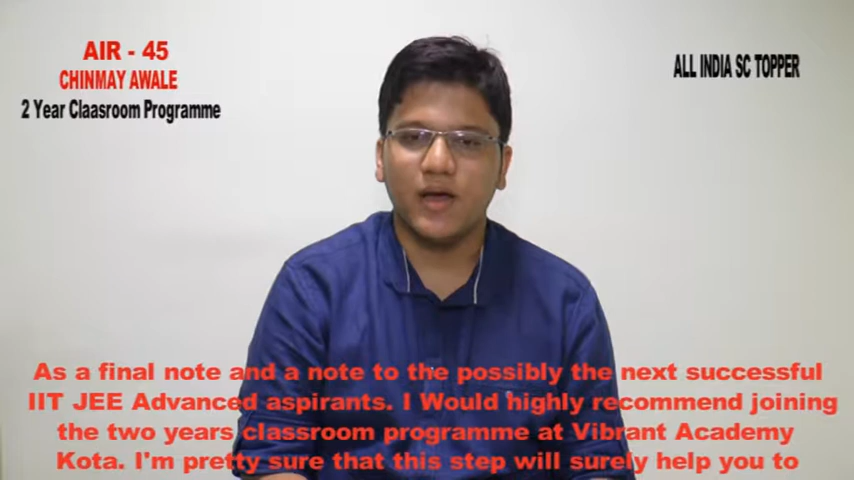 AIR - 45
CHINMAY AWALE
2 Year Claasroom Programme
ALL INDIA SC TOPPER
As a final note and a note to the possibly the next successful
IIT JEE Advanced aspirants. I Would highly recommend joining
the two years classroom programme at Vibrant Academy
Kota. I'm pretty sure that this step will surely help you to